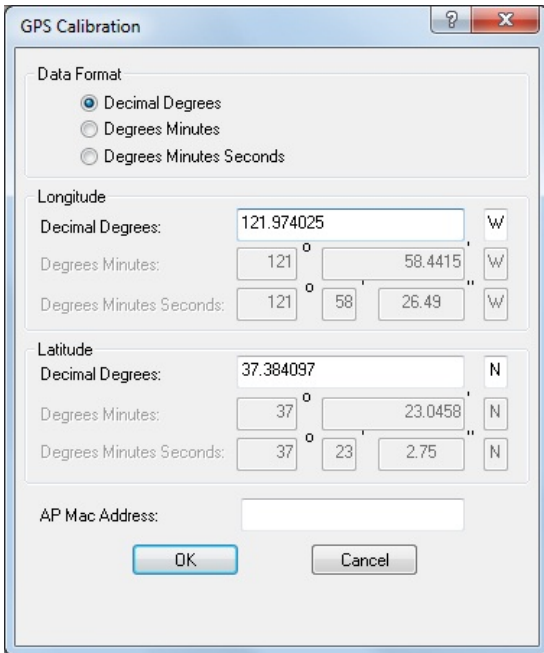 GPS Calibration ? X
Data Format
Decimal Degrees
Degrees Minutes
Degrees Minutes Seconds
Longitude
Decimal Degrees: 121.974025 W
Degrees Minutes: 121 o 58.4415 ' W
Degrees Minutes Seconds: 121 o 58 ' 26.49 " W
Latitude
Decimal Degrees: 37.384097 N
Degrees Minutes: 37 o 23.0458 ' N
Degrees Minutes Seconds: 37 o 23 ' 2.75 " N
AP Mac Address:
OK Cancel